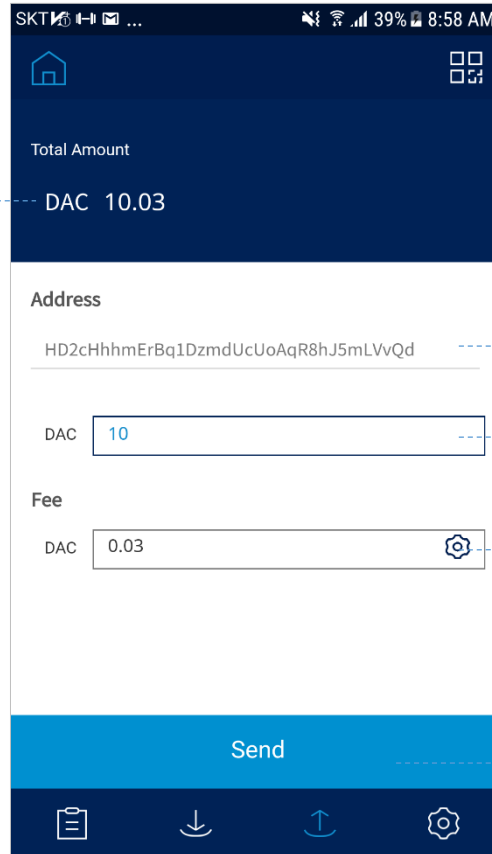 SKT ... 39% 8:58 AM
Total Amount
DAC 10.03
Address
HD2cHhhmErBq1DzmdUcUoAqR8hJ5mLVvQd
DAC 10
Fee
DAC 0.03
Send